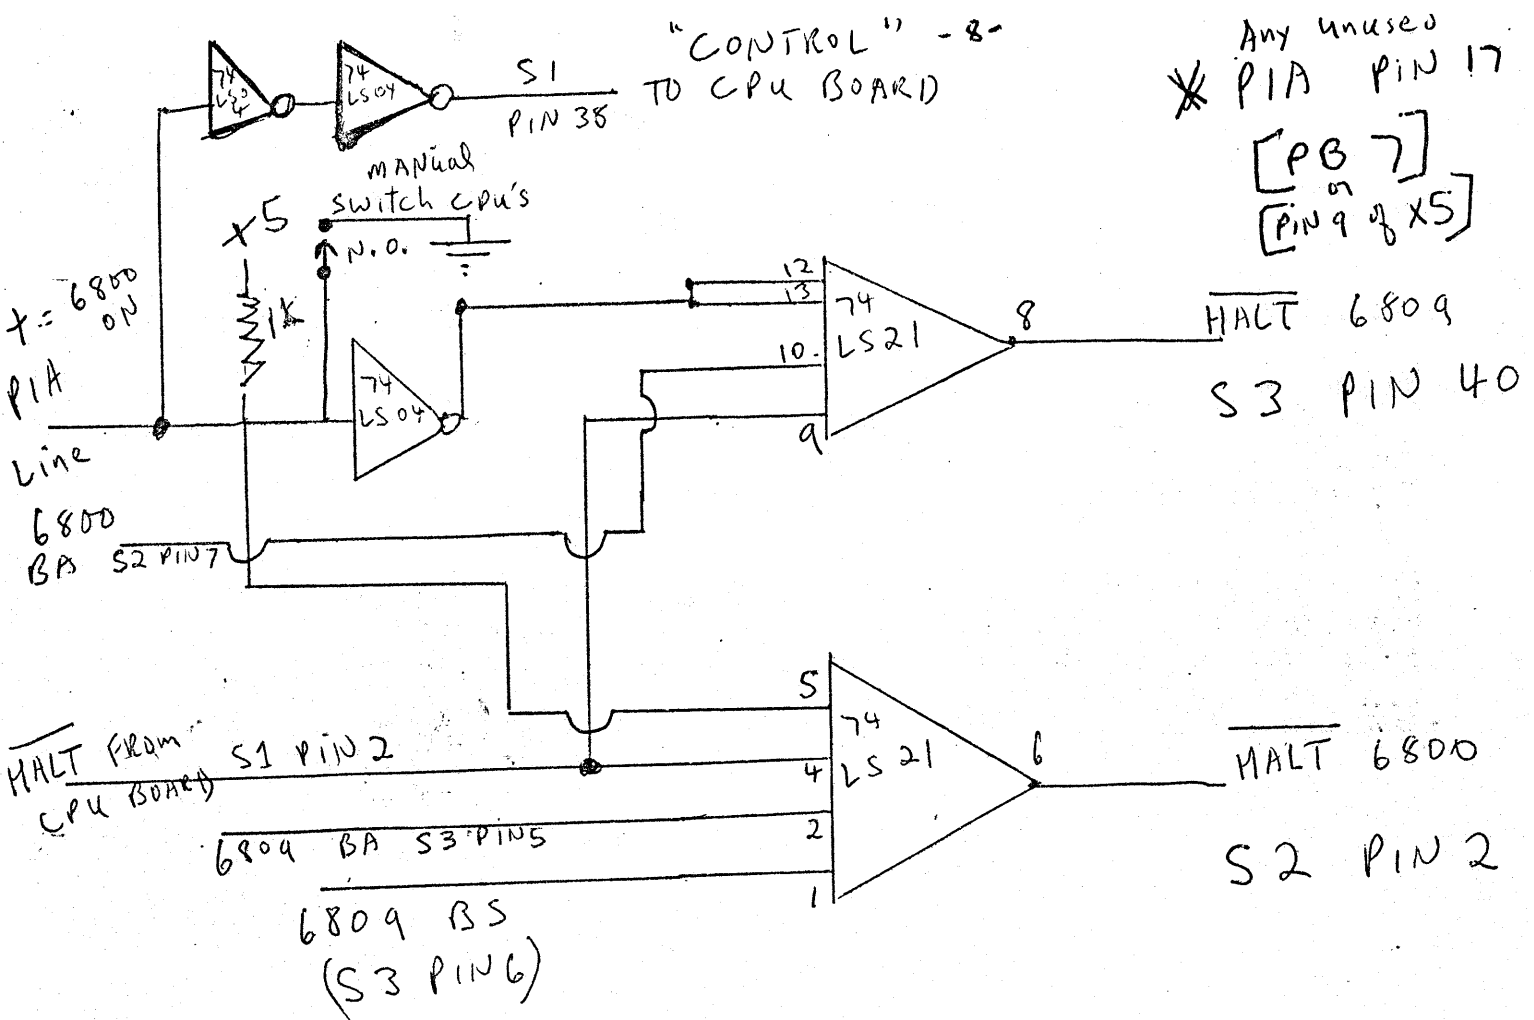 "CONTROL" -8-
TO CPU BOARD
Any unused
* PIA PIN 17
[PB 7]
or
[PIN 9 of X5]
74
LS04
74
LS04
S1
PIN 38
MANUAL
SWITCH CPU'S
N.O.
X5
1K
+ = 6800
ON
PIA
Line
74
LS04
12
13
10
9
74
LS21
8
HALT 6809
S3 PIN 40
6800
BA S2 PIN 7
HALT FROM S1 PIN 2
CPU BOARD
6809 BA S3 PIN 5
6809 BS
(S3 PIN 6)
5
4
2
1
74
LS21
6
HALT 6800
S2 PIN 2